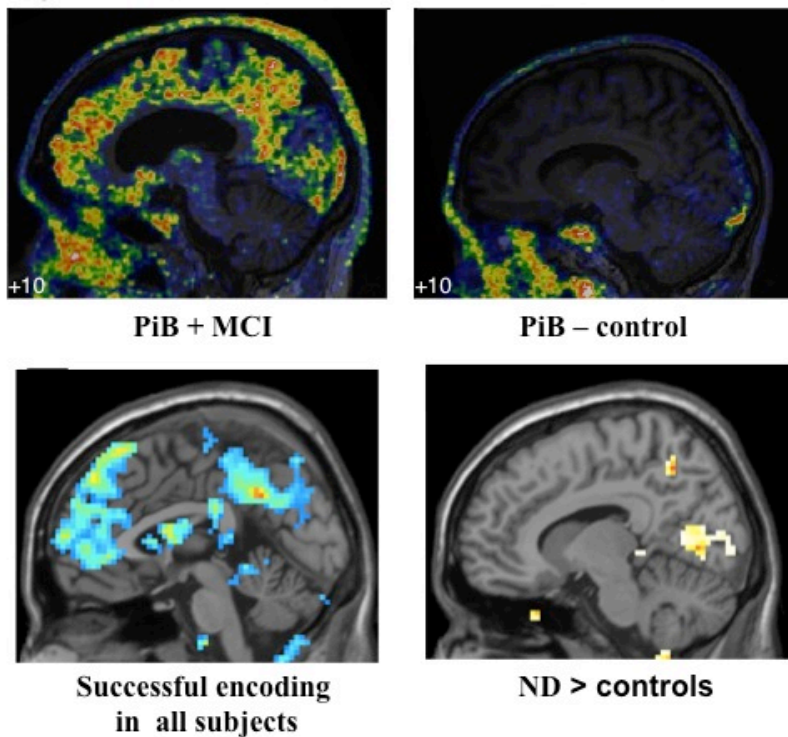 +10
+10
PiB + MCI
PiB – control
Successful encoding
in all subjects
ND > controls